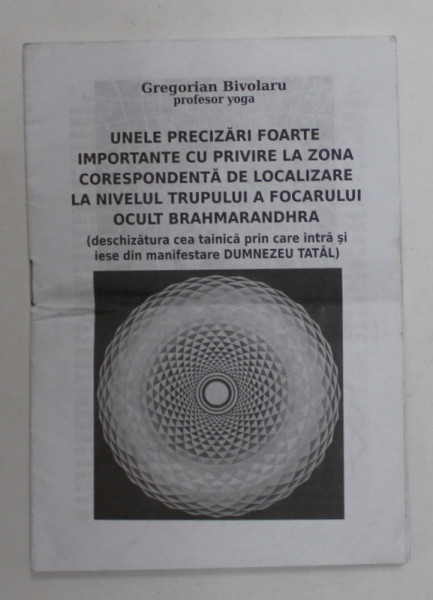 Gregorian Bivolaru
profesor yoga
UNELE PRECIZĂRI FOARTE
IMPORTANTE CU PRIVIRE LA ZONA
CORESPONDENTĂ DE LOCALIZARE
LA NIVELUL TRUPULUI A FOCARULUI
OCULT BRAHMARANDHRA
(deschizătura cea tainică prin care intră și
iese din manifestare DUMNEZEU TATĂL)